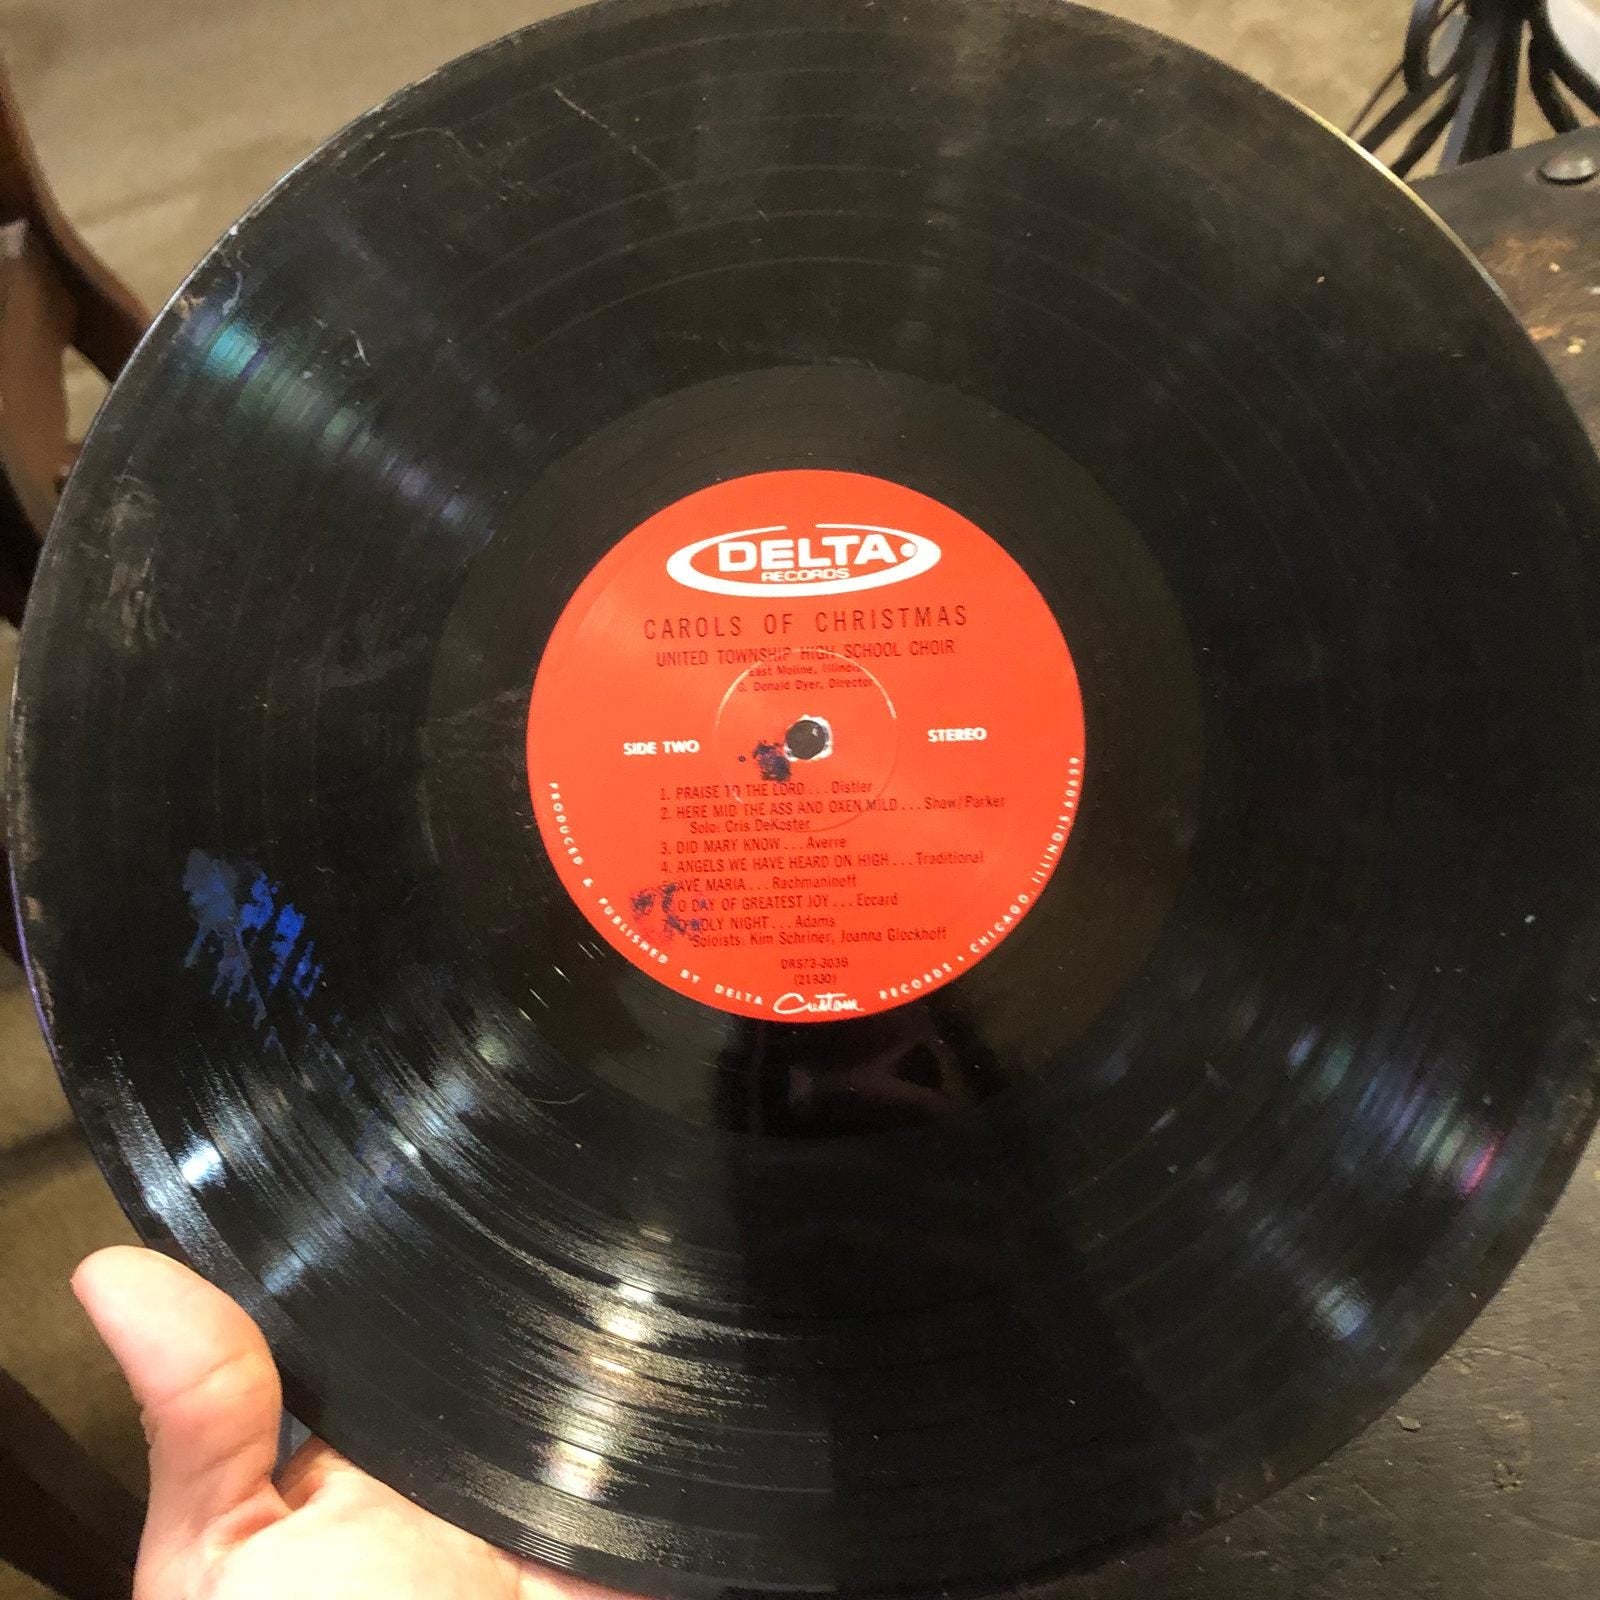 DELTA
RECORDS
CAROLS OF CHRISTMAS
UNITED TOWNSHIP HIGH SCHOOL CHOIR
East Moline, Illinois
G. Donald Dyer, Director
SIDE TWO
STEREO
1. PRAISE TO THE LORD...Distler
2. HERE MID THE ASS AND OXEN MILD...Shaw/Parker
Solo: Cris DeKoster
3. DID MARY KNOW...Averre
4. ANGELS WE HAVE HEARD ON HIGH...Traditional
AVE MARIA...Rachmaninoff
O DAY OF GREATEST JOY...Eccard
7. O HOLY NIGHT...Adams
Soloists: Kim Schriner, Joanna Glockhoff
DRS73-303B
(21330)
PRODUCED & PUBLISHED BY DELTA Custom RECORDS • CHICAGO, ILLINOIS 60639